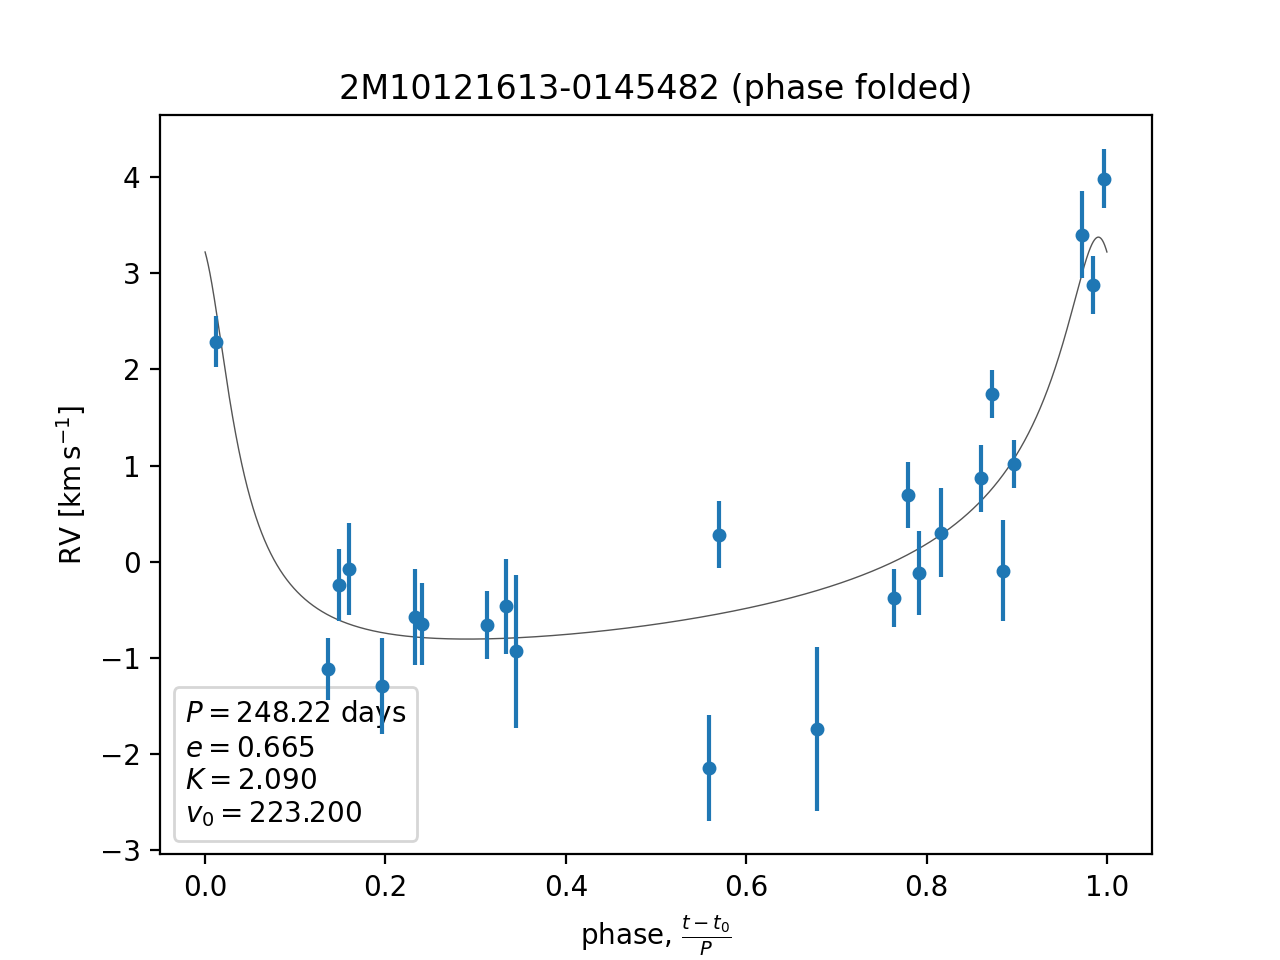 2M10121613-0145482 (phase folded)
4
3
2
1
0
−1
−2
−3
RV [km s⁻¹]
P = 248.22 days
e = 0.665
K = 2.090
v₀ = 223.200
0.0 0.2 0.4 0.6 0.8 1.0
phase, (t − t₀)/P